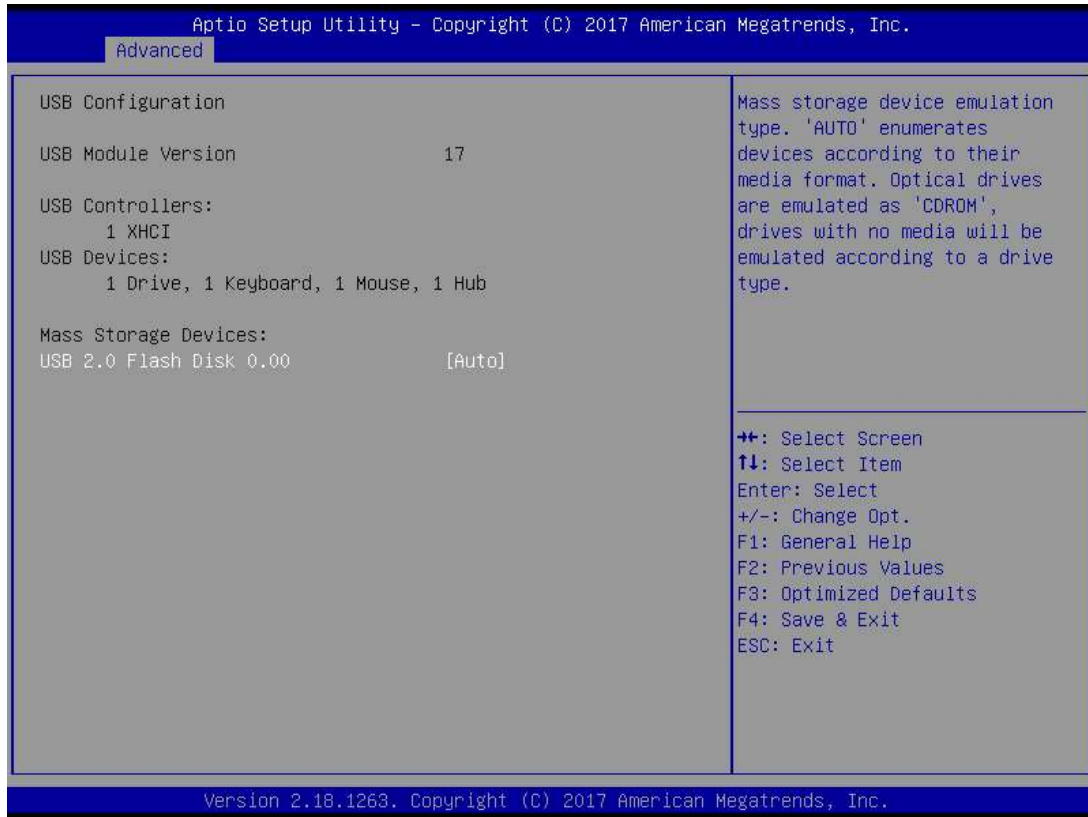 Aptio Setup Utility - Copyright (C) 2017 American Megatrends, Inc.
Advanced
USB Configuration
USB Module Version 17
USB Controllers:
1 XHCI
USB Devices:
1 Drive, 1 Keyboard, 1 Mouse, 1 Hub
Mass Storage Devices:
USB 2.0 Flash Disk 0.00 [Auto]
Mass storage device emulation
type. 'AUTO' enumerates
devices according to their
media format. Optical drives
are emulated as 'CDROM',
drives with no media will be
emulated according to a drive
type.
→←: Select Screen
↑↓: Select Item
Enter: Select
+/-: Change Opt.
F1: General Help
F2: Previous Values
F3: Optimized Defaults
F4: Save & Exit
ESC: Exit
Version 2.18.1263. Copyright (C) 2017 American Megatrends, Inc.